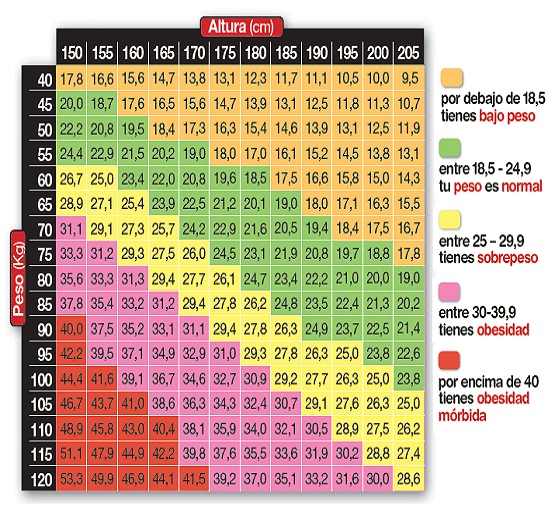 Altura (cm)
150 155 160 165 170 175 180 185 190 195 200 205
Peso (Kg)
40 17,8 16,6 15,6 14,7 13,8 13,1 12,3 11,7 11,1 10,5 10,0 9,5
45 20,0 18,7 17,6 16,5 15,6 14,7 13,9 13,1 12,5 11,8 11,3 10,7
50 22,2 20,8 19,5 18,4 17,3 16,3 15,4 14,6 13,9 13,1 12,5 11,9
55 24,4 22,9 21,5 20,2 19,0 18,0 17,0 16,1 15,2 14,5 13,8 13,1
60 26,7 25,0 23,4 22,0 20,8 19,6 18,5 17,5 16,6 15,8 15,0 14,3
65 28,9 27,1 25,4 23,9 22,5 21,2 20,1 19,0 18,0 17,1 16,3 15,5
70 31,1 29,1 27,3 25,7 24,2 22,9 21,6 20,5 19,4 18,4 17,5 16,7
75 33,3 31,2 29,3 27,5 26,0 24,5 23,1 21,9 20,8 19,7 18,8 17,8
80 35,6 33,3 31,3 29,4 27,7 26,1 24,7 23,4 22,2 21,0 20,0 19,0
85 37,8 35,4 33,2 31,2 29,4 27,8 26,2 24,8 23,5 22,4 21,3 20,2
90 40,0 37,5 35,2 33,1 31,1 29,4 27,8 26,3 24,9 23,7 22,5 21,4
95 42,2 39,5 37,1 34,9 32,9 31,0 29,3 27,8 26,3 25,0 23,8 22,6
100 44,4 41,6 39,1 36,7 34,6 32,7 30,9 29,2 27,7 26,3 25,0 23,8
105 46,7 43,7 41,0 38,6 36,3 34,3 32,4 30,7 29,1 27,6 26,3 25,0
110 48,9 45,8 43,0 40,4 38,1 35,9 34,0 32,1 30,5 28,9 27,5 26,2
115 51,1 47,9 44,9 42,2 39,8 37,6 35,5 33,6 31,9 30,2 28,8 27,4
120 53,3 49,9 46,9 44,1 41,5 39,2 37,0 35,1 33,2 31,6 30,0 28,6
por debajo de 18,5
tienes bajo peso
entre 18,5 - 24,9
tu peso es normal
entre 25 – 29,9
tienes sobrepeso
entre 30-39,9
tienes obesidad
por encima de 40
tienes obesidad
mórbida